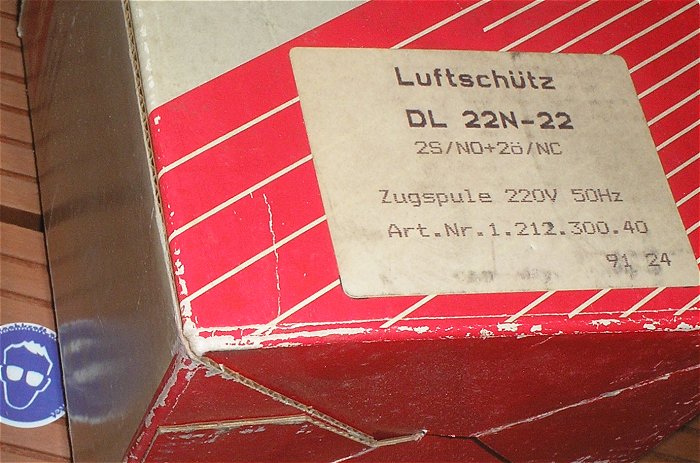 Luftschütz
DL 22N-22
2S/NO+2ö/NC
Zugspule 220V 50Hz
Art.Nr.1.212.300.40
91 24